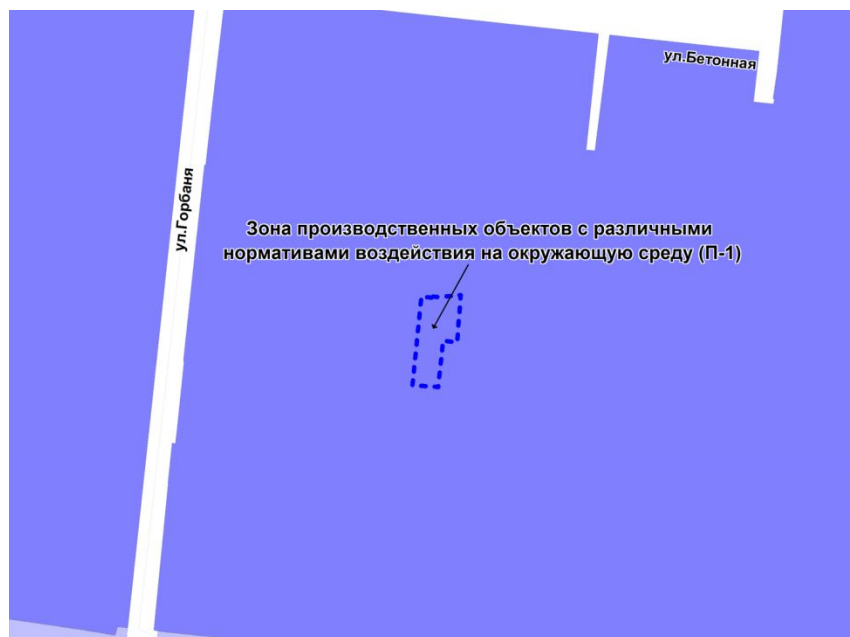 ул.Бетонная
ул.Горбаня
Зона производственных объектов с различными
нормативами воздействия на окружающую среду (П-1)